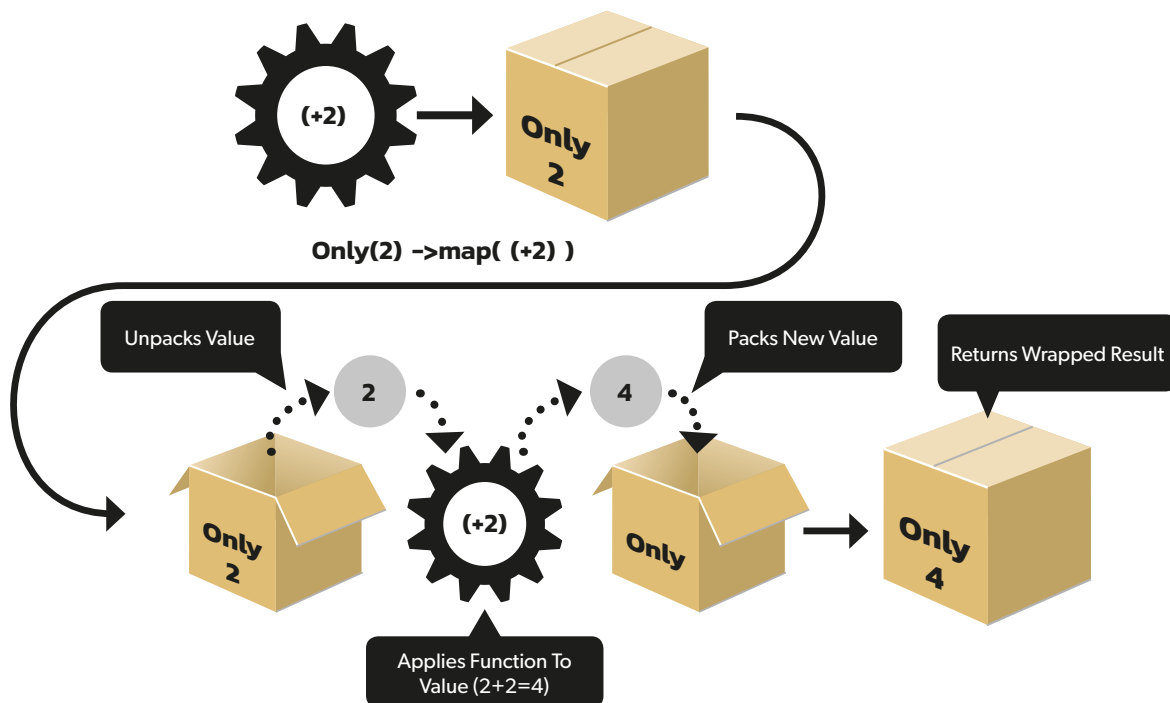 (+2)
Only
2
Only(2) ->map( (+2) )
Unpacks Value
Packs New Value
Returns Wrapped Result
2
4
Only
2
(+2)
Only
Only
4
Applies Function To
Value (2+2=4)